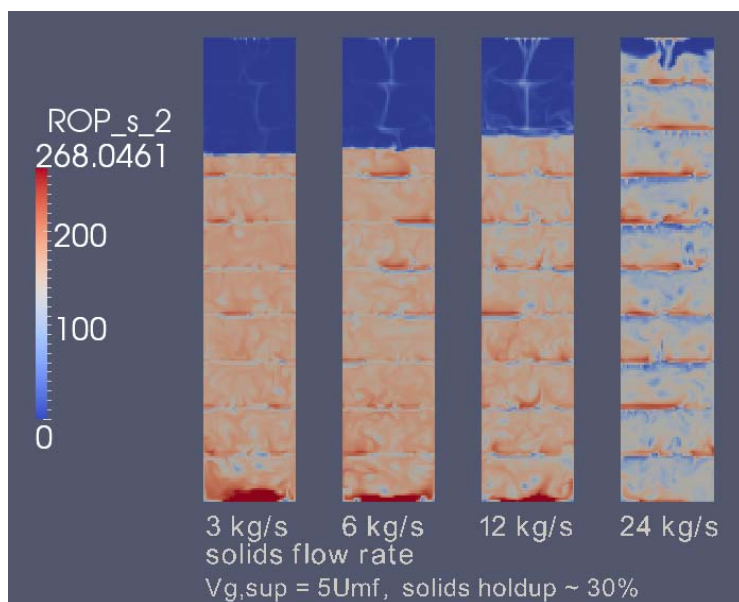 ROP_s_2
268.0461
200
100
0
3 kg/s 6 kg/s 12 kg/s 24 kg/s
solids flow rate
Vg,sup = 5Umf, solids holdup ~ 30%